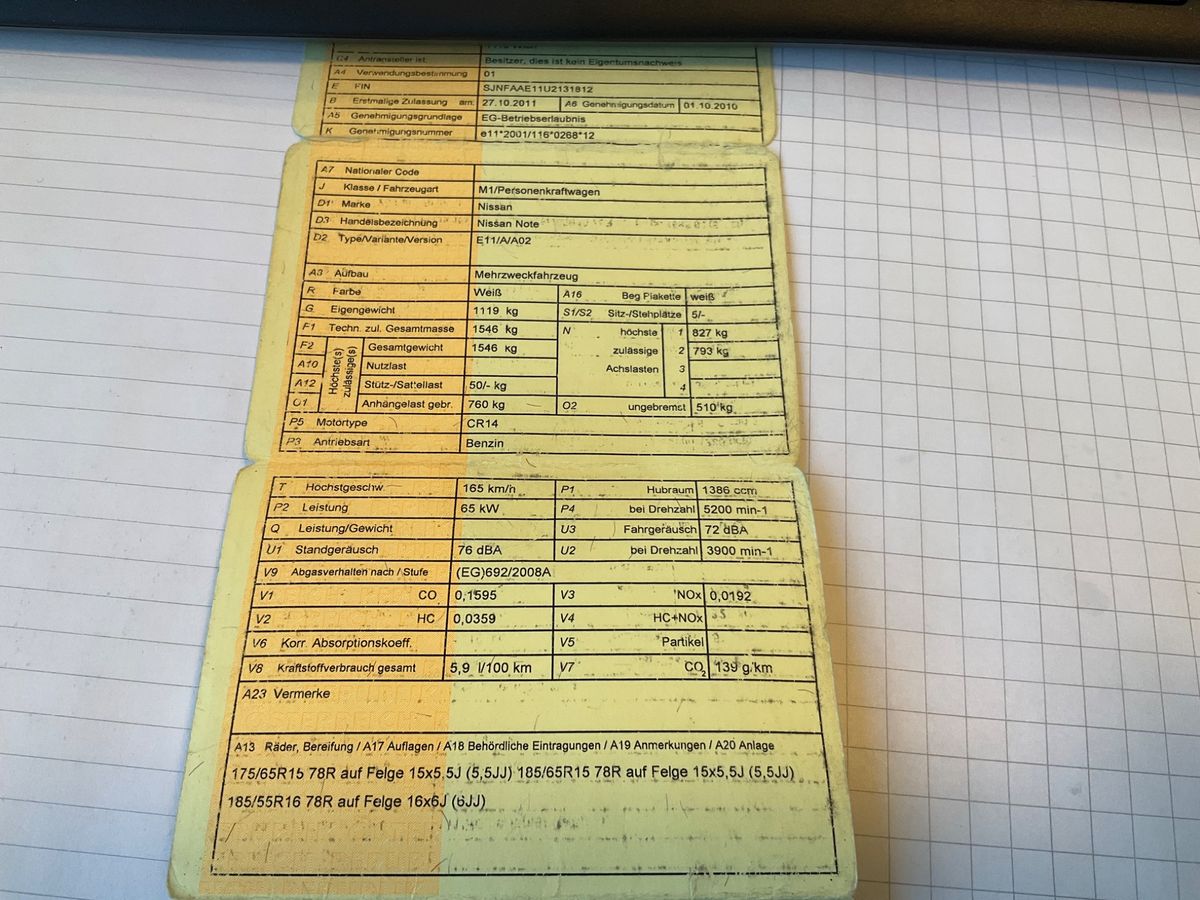 C4 Antragsteller ist: Besitzer, dies ist kein Eigentumsnachweis
A4 Verwendungsbestimmung 01
E FIN SJNFAAE11U2131812
B Erstmalige Zulassung am: 27.10.2011 A6 Genehmigungsdatum 01.10.2010
A5 Genehmigungsgrundlage EG-Betriebserlaubnis
K Genehmigungsnummer e11*2001/116*0268*12
A7 Nationaler Code
J Klasse / Fahrzeugart M1/Personenkraftwagen
D1 Marke Nissan
D3 Handelsbezeichnung Nissan Note
D2 Type/Variante/Version E11/A/A02
A3 Aufbau Mehrzweckfahrzeug
R Farbe Weiß A16 Beg Plakette weiß
G Eigengewicht 1119 kg S1/S2 Sitz-/Stehplätze 5/-
F1 Techn. zul. Gesamtmasse 1546 kg N höchste 1 827 kg
F2 Höchste(s) zulässige(s) Gesamtgewicht 1546 kg zulässige 2 793 kg
A10 Nutzlast Achslasten 3
A12 Stütz-/Sattellast 50/- kg 4
O1 Anhängelast gebr. 760 kg O2 ungebremst 510 kg
P5 Motortype CR14
P3 Antriebsart Benzin
T Höchstgeschw. 165 km/h P1 Hubraum 1386 ccm
P2 Leistung 65 kW P4 bei Drehzahl 5200 min-1
Q Leistung/Gewicht U3 Fahrgeräusch 72 dBA
U1 Standgeräusch 76 dBA U2 bei Drehzahl 3900 min-1
V9 Abgasverhalten nach / Stufe (EG)692/2008A
V1 CO 0,1595 V3 NOx 0,0192
V2 HC 0,0359 V4 HC+NOx
V6 Korr. Absorptionskoeff. V5 Partikel
V8 Kraftstoffverbrauch gesamt 5,9 l/100 km V7 CO2 139 g/km
A23 Vermerke
A13 Räder, Bereifung / A17 Auflagen / A18 Behördliche Eintragungen / A19 Anmerkungen / A20 Anlage
175/65R15 78R auf Felge 15x5,5J (5,5JJ) 185/65R15 78R auf Felge 15x5,5J (5,5JJ)
185/55R16 78R auf Felge 16x6J (6JJ)